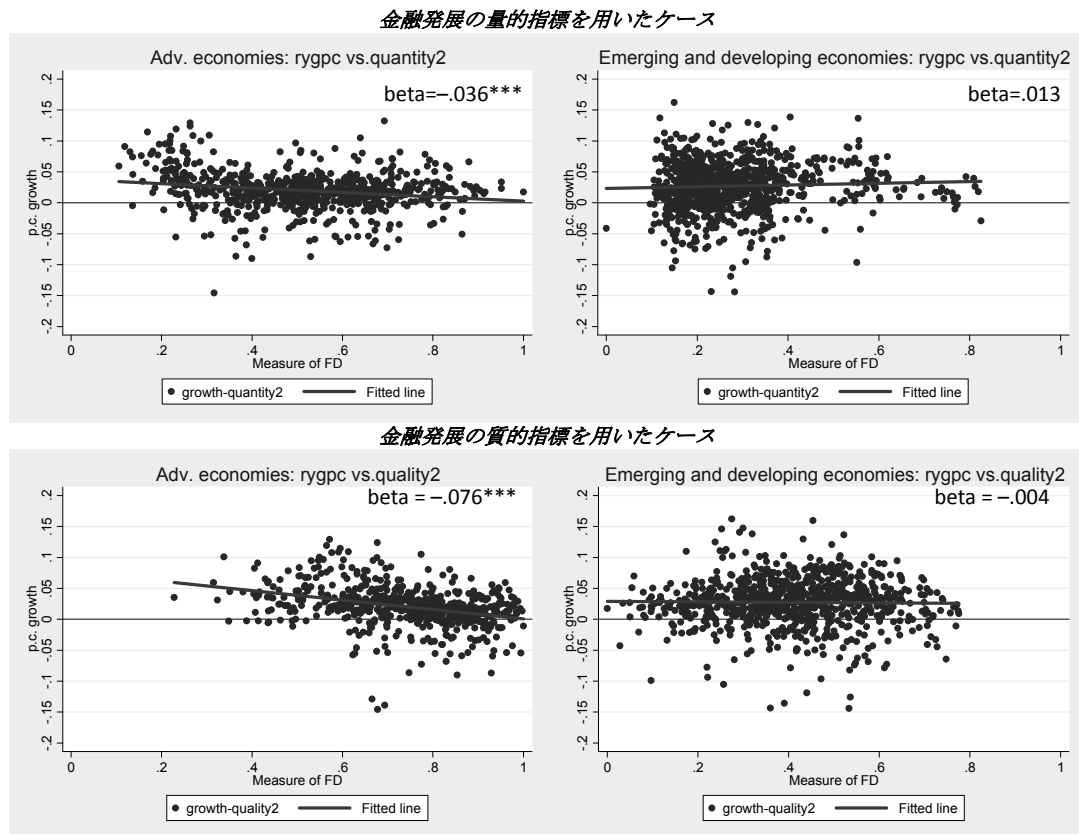 金融発展の量的指標を用いたケース
Adv. economies: rygpc vs.quantity2
beta=–.036***
p.c. growth
.2
.15
.1
.05
0
-.05
-.1
-.15
-.2
0 .2 .4 .6 .8 1
Measure of FD
growth-quantity2 Fitted line
Emerging and developing economies: rygpc vs.quantity2
beta=.013
p.c. growth
.2
.15
.1
.05
0
-.05
-.1
-.15
-.2
0 .2 .4 .6 .8 1
Measure of FD
growth-quantity2 Fitted line
金融発展の質的指標を用いたケース
Adv. economies: rygpc vs.quality2
beta = –.076***
p.c. growth
.2
.15
.1
.05
0
-.05
-.1
-.15
-.2
0 .2 .4 .6 .8 1
Measure of FD
growth-quality2 Fitted line
Emerging and developing economies: rygpc vs.quality2
beta = –.004
p.c. growth
.2
.15
.1
.05
0
-.05
-.1
-.15
-.2
0 .2 .4 .6 .8 1
Measure of FD
growth-quality2 Fitted line